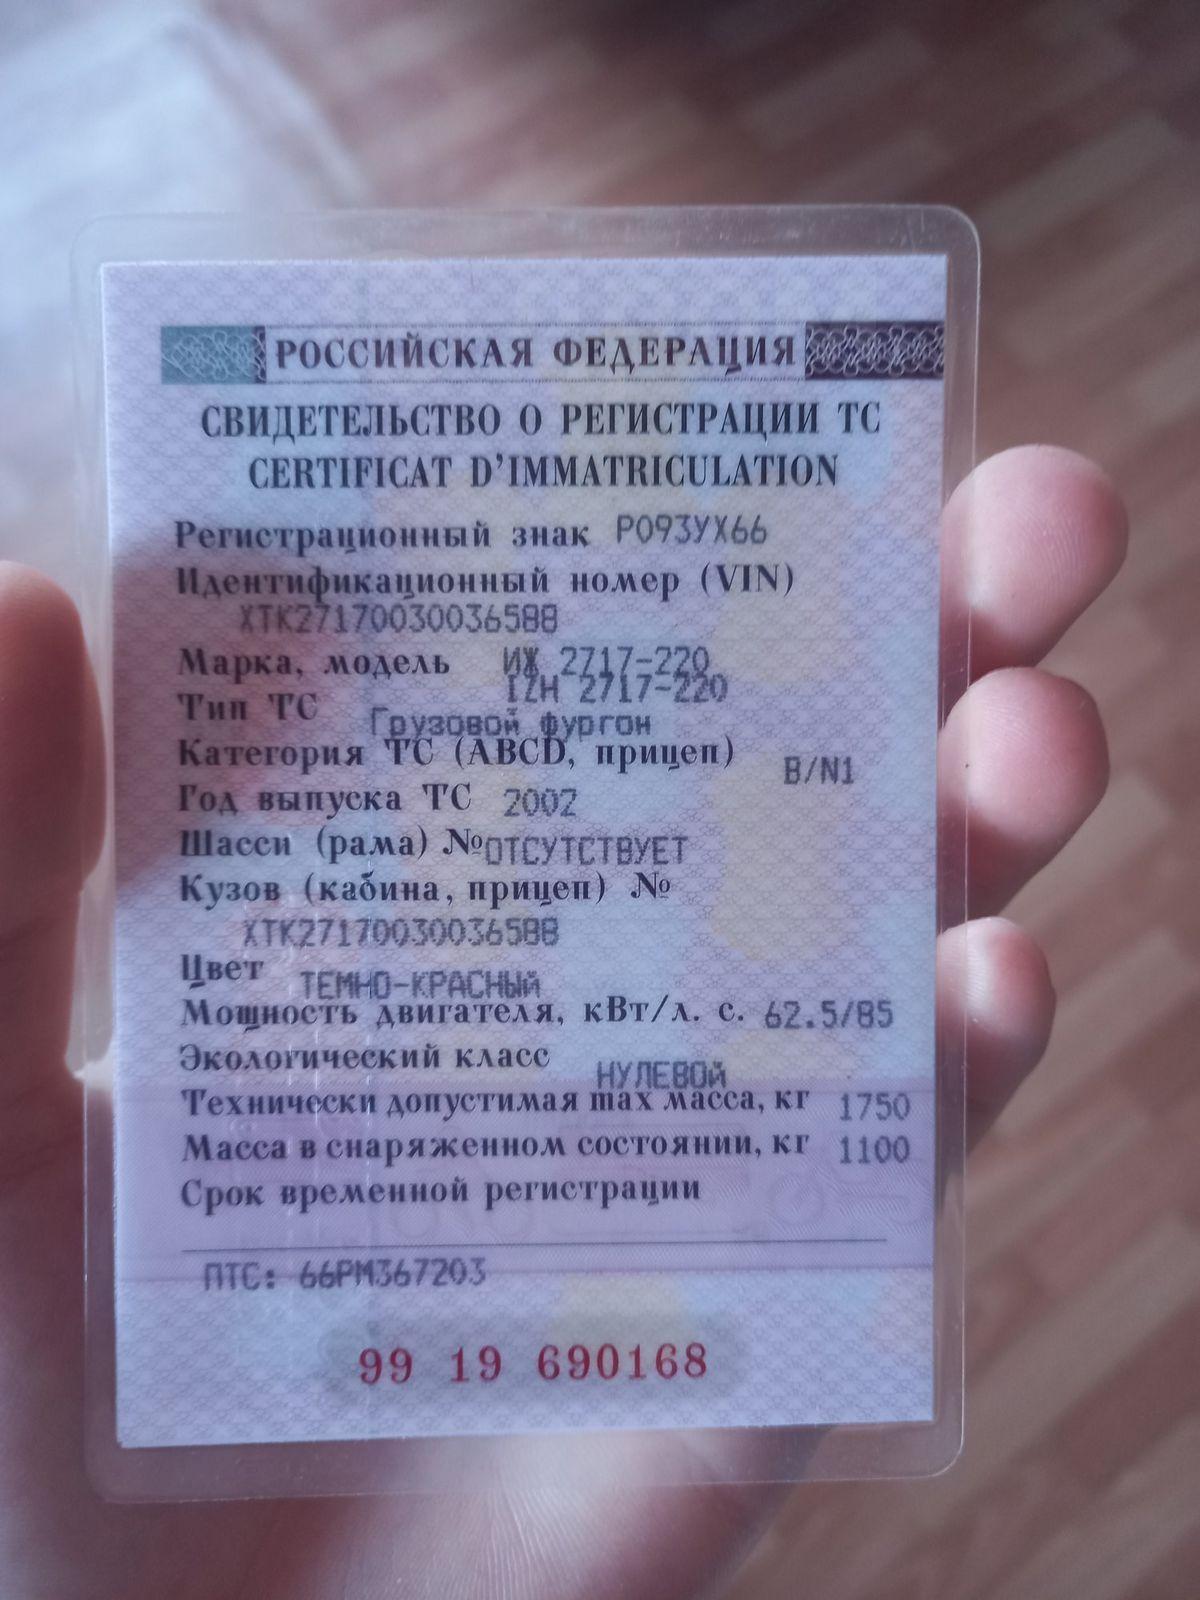 РОССИЙСКАЯ ФЕДЕРАЦИЯ
СВИДЕТЕЛЬСТВО О РЕГИСТРАЦИИ ТС
CERTIFICAT D'IMMATRICULATION
Регистрационный знак Р093УХ66
Идентификационный номер (VIN)
ХТК27170030036588
Марка, модель ИЖ 2717-220
IZH 2717-220
Тип ТС Грузовой фургон
Категория ТС (ABCD, прицеп) B/N1
Год выпуска ТС 2002
Шасси (рама) № ОТСУТСТВУЕТ
Кузов (кабина, прицеп) №
ХТК27170030036588
Цвет ТЕМНО-КРАСНЫЙ
Мощность двигателя, кВт/л. с. 62.5/85
Экологический класс НУЛЕВОЙ
Технически допустимая max масса, кг 1750
Масса в снаряженном состоянии, кг 1100
Срок временной регистрации
ПТС: 66РМ367203
99 19 690168